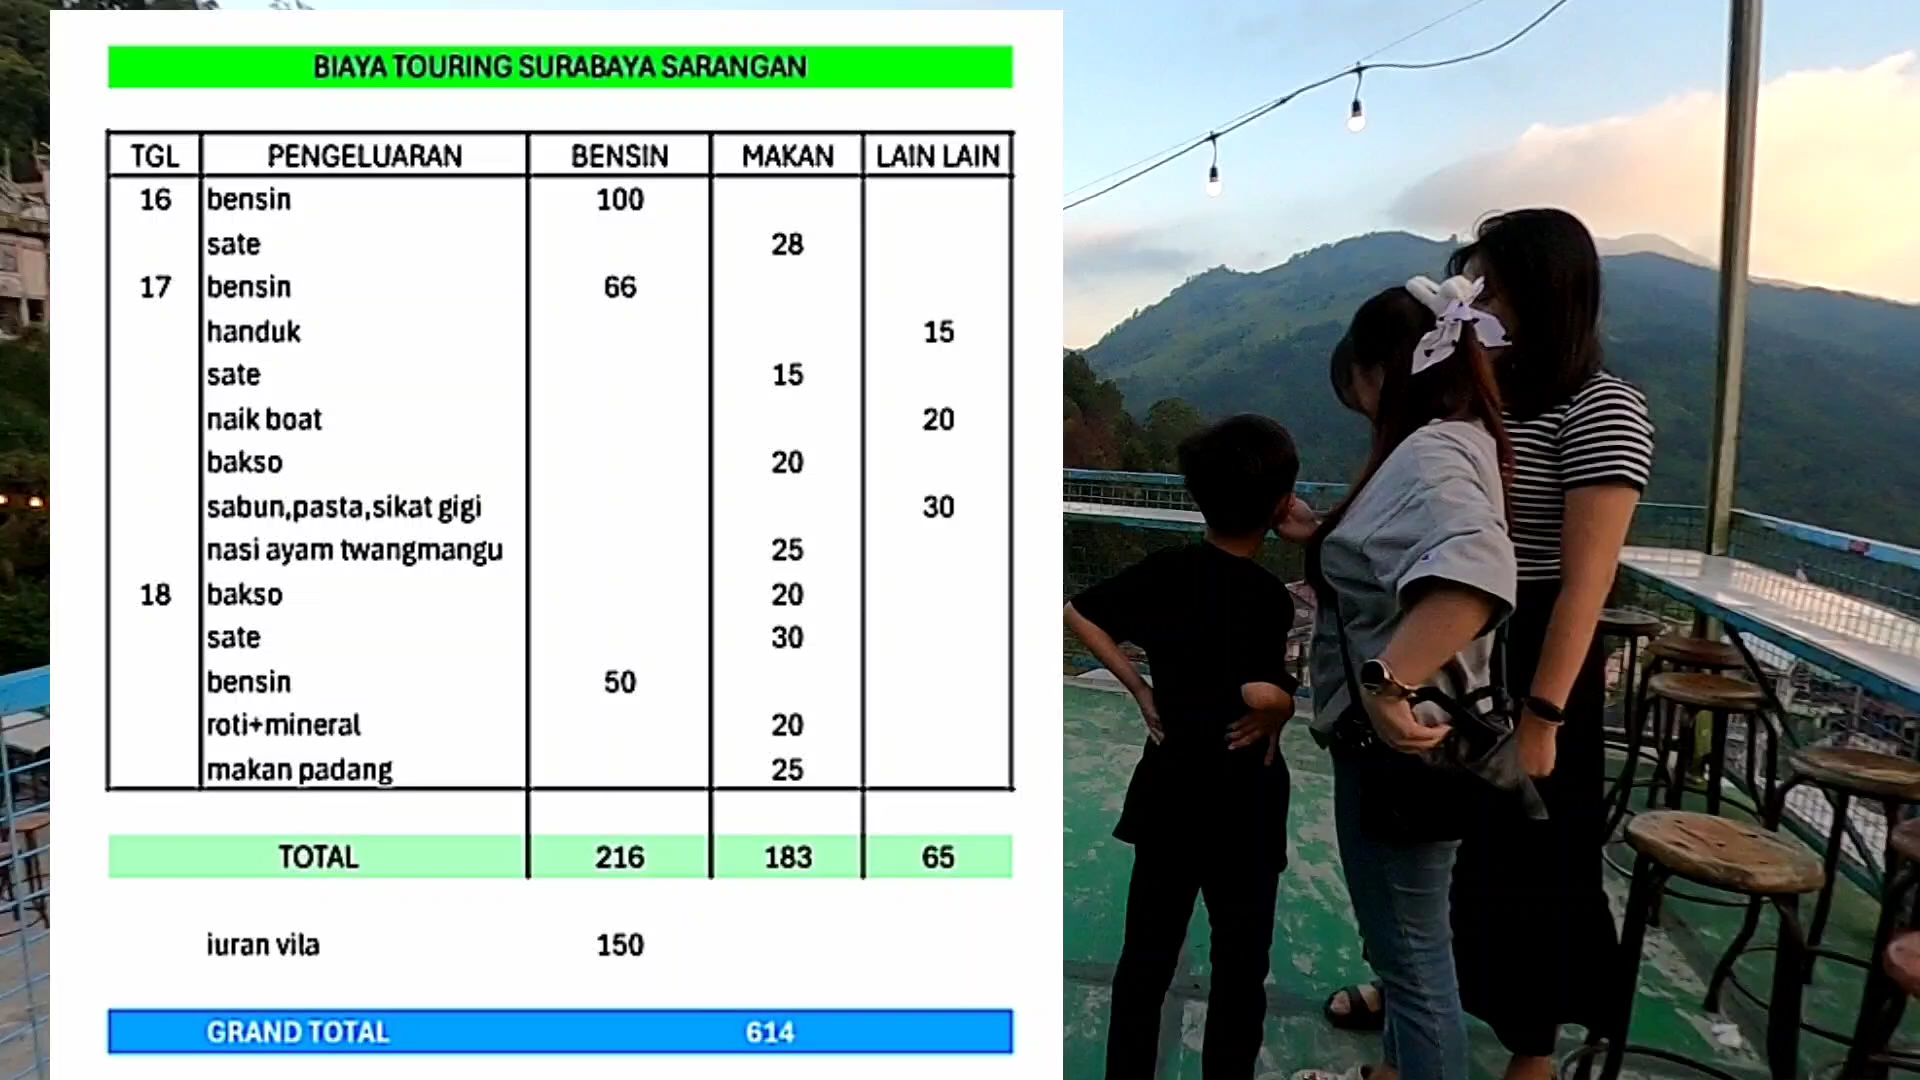 BIAYA TOURING SURABAYA SARANGAN
TGL PENGELUARAN BENSIN MAKAN LAIN LAIN
16 bensin 100
sate 28
17 bensin 66
handuk 15
sate 15
naik boat 20
bakso 20
sabun,pasta,sikat gigi 30
nasi ayam twangmangu 25
18 bakso 20
sate 30
bensin 50
roti+mineral 20
makan padang 25
TOTAL 216 183 65
iuran vila 150
GRAND TOTAL 614